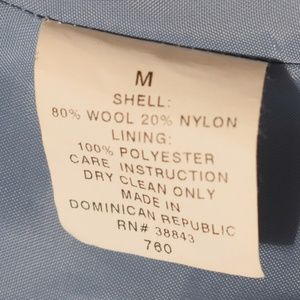 M
SHELL:
80% WOOL 20% NYLON
LINING:
100% POLYESTER
CARE INSTRUCTION
DRY CLEAN ONLY
MADE IN
DOMINICAN REPUBLIC
RN# 38843
760